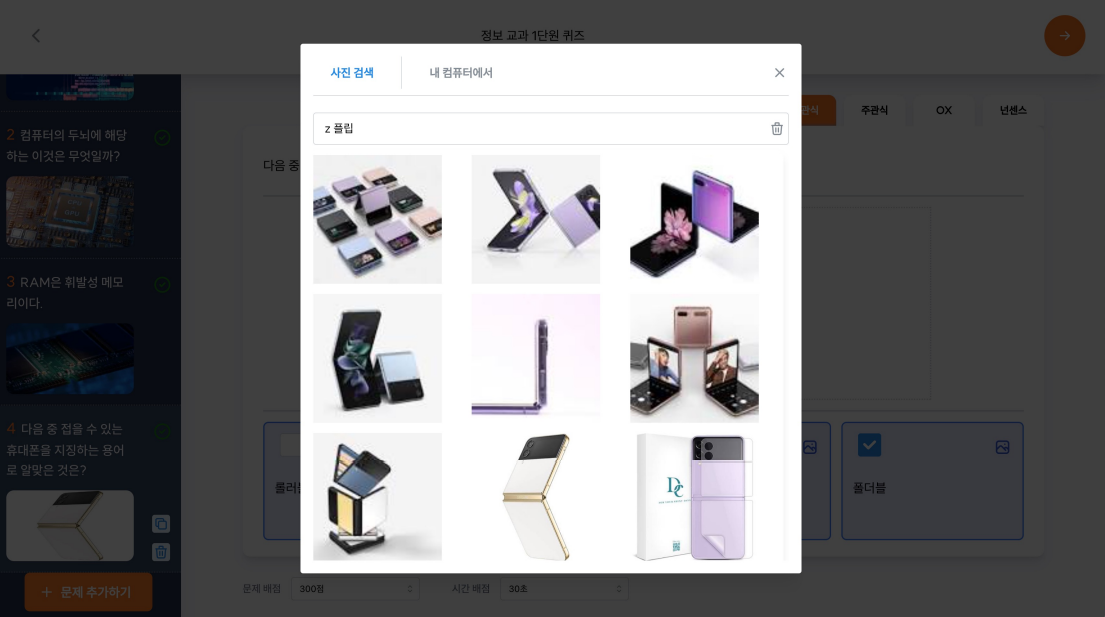 정보 교과 1단원 퀴즈
2 컴퓨터의 두뇌에 해당
하는 이것은 무엇일까?
3 RAM은 휘발성 메모
리이다.
4 다음 중 접을 수 있는
휴대폰을 지칭하는 용어
로 알맞은 것은?
+ 문제 추가하기
사진 검색
내 컴퓨터에서
z 플립
주관식
OX
넌센스
다음 중
폴더블
문제 배점
300점
시간 배점
30초